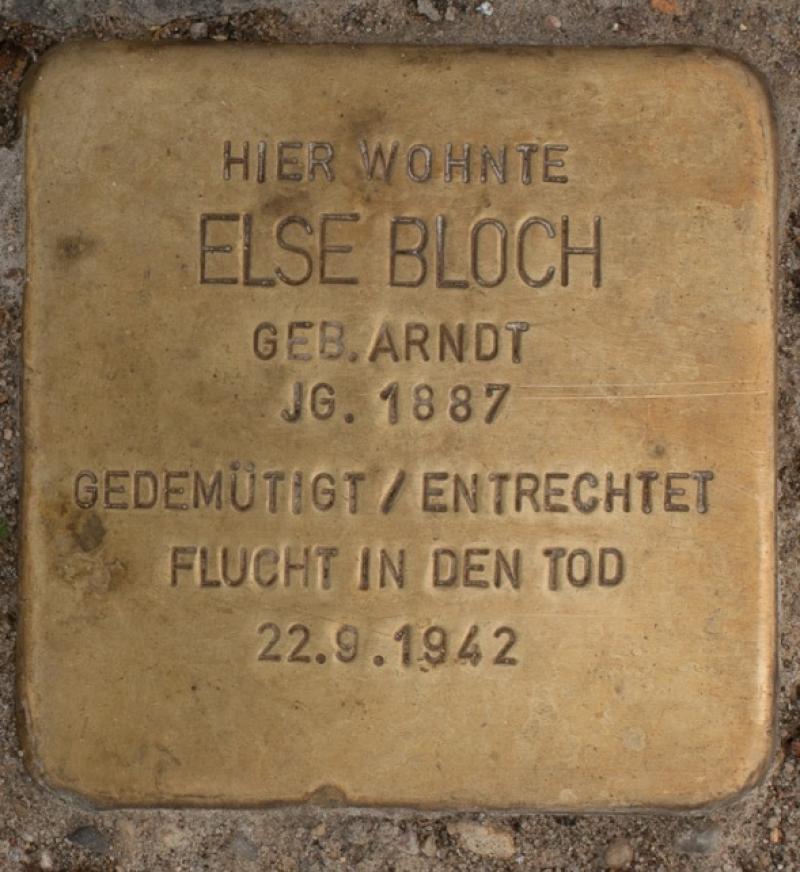 HIER WOHNTE
ELSE BLOCH
GEB. ARNDT
JG. 1887
GEDEMÜTIGT / ENTRECHTET
FLUCHT IN DEN TOD
22.9.1942